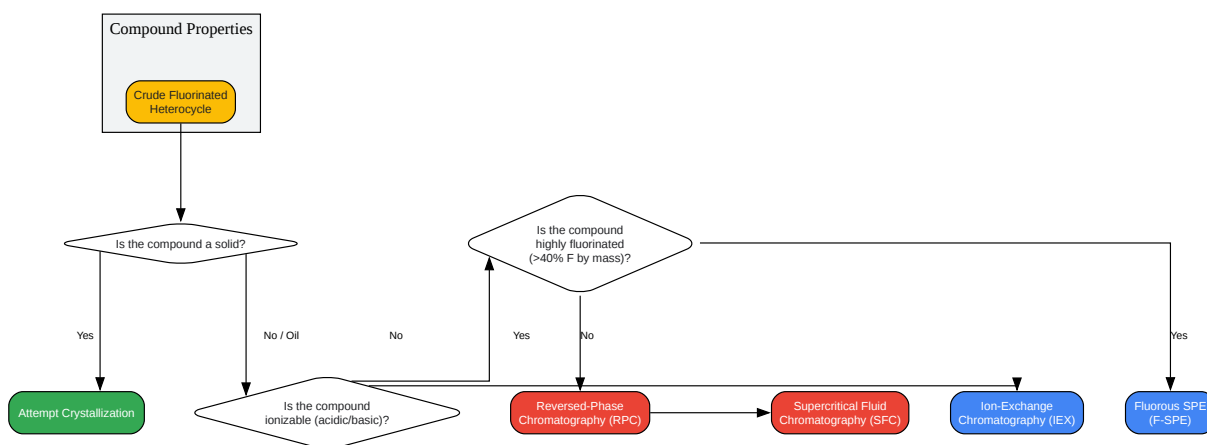 Compound Properties
Crude Fluorinated
Heterocycle
Is the compound a solid?
Is the compound
highly fluorinated
(>40% F by mass)?
Yes
No / Oil
No
Yes
No
Yes
Attempt Crystallization
Is the compound
ionizable (acidic/basic)?
Reversed-Phase
Chromatography (RPC)
Supercritical Fluid
Chromatography (SFC)
Ion-Exchange
Chromatography (IEX)
Fluorous SPE
(F-SPE)